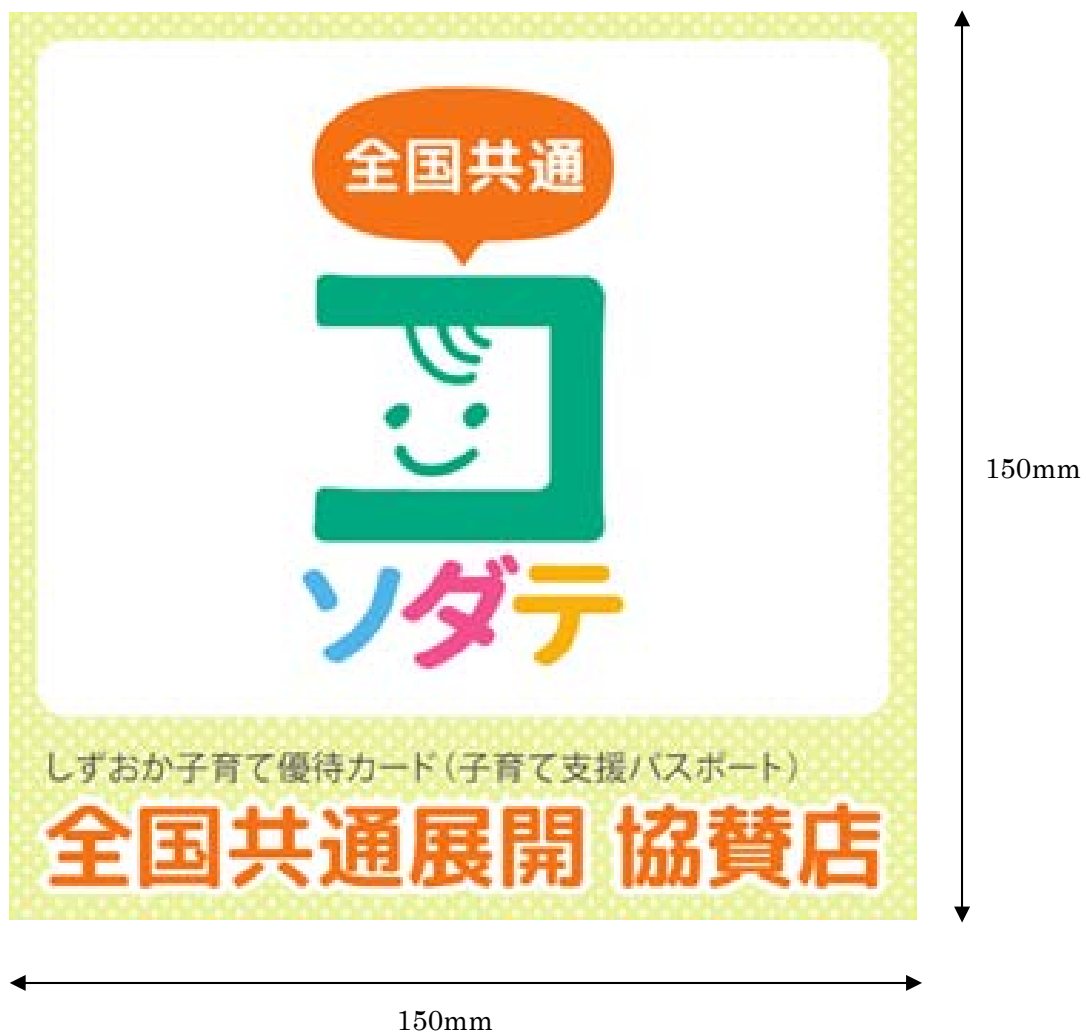 全国共通
コ
ソダテ
150mm
しずおか子育て優待カード（子育て支援パスポート）
全国共通展開 協賛店
150mm